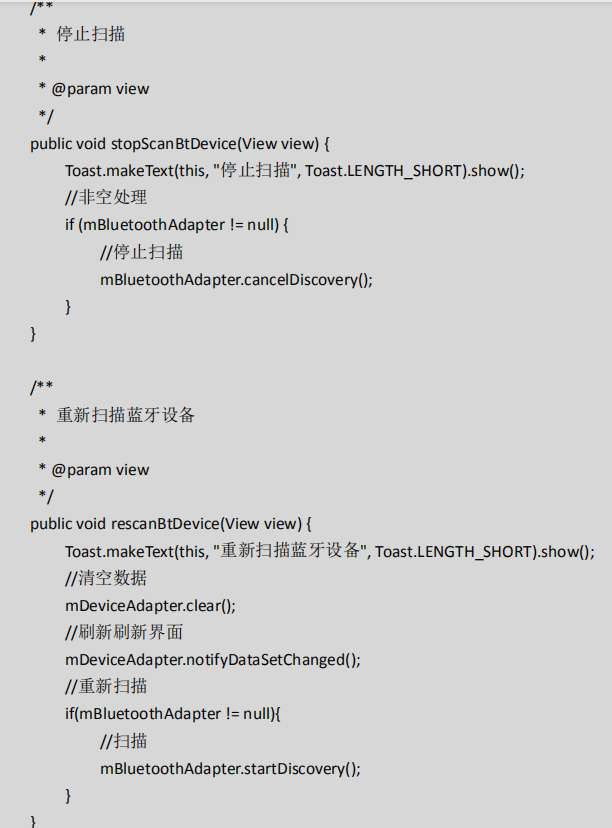 /**
* 停止扫描
*
* @param view
*/
public void stopScanBtDevice(View view) {
Toast.makeText(this, "停止扫描", Toast.LENGTH_SHORT).show();
//非空处理
if (mBluetoothAdapter != null) {
//停止扫描
mBluetoothAdapter.cancelDiscovery();
}
}
/**
* 重新扫描蓝牙设备
*
* @param view
*/
public void rescanBtDevice(View view) {
Toast.makeText(this, "重新扫描蓝牙设备", Toast.LENGTH_SHORT).show();
//清空数据
mDeviceAdapter.clear();
//刷新刷新界面
mDeviceAdapter.notifyDataSetChanged();
//重新扫描
if(mBluetoothAdapter != null){
//扫描
mBluetoothAdapter.startDiscovery();
}
}